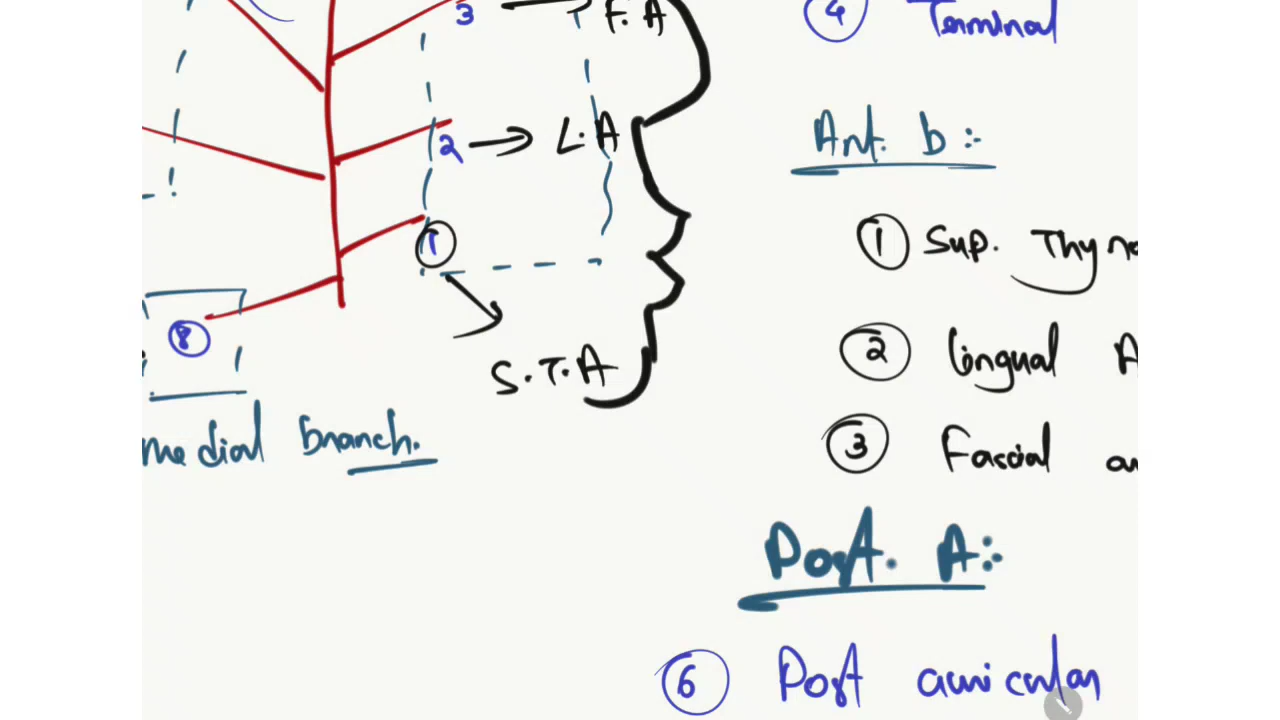 3 → F.A
2 → L.A
1
S.T.A
8
medial branch.
4 Terminal
Ant. b :-
1 Sup. Thyro
2 lingual A
3 Fascial a
Post. A :-
6 Post auricular